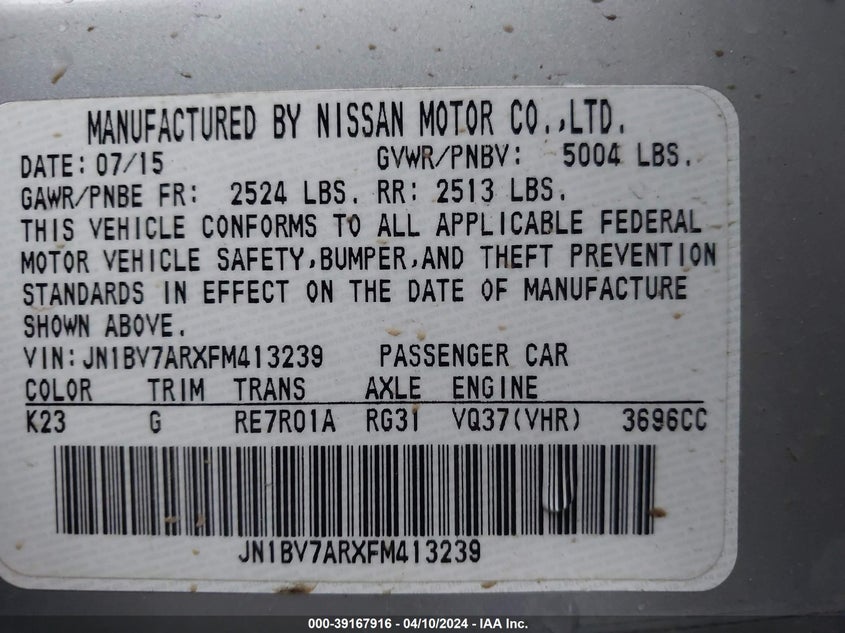 MANUFACTURED BY NISSAN MOTOR CO.,LTD.
DATE: 07/15 GVWR/PNBV: 5004 LBS.
GAWR/PNBE FR: 2524 LBS. RR: 2513 LBS.
THIS VEHICLE CONFORMS TO ALL APPLICABLE FEDERAL
MOTOR VEHICLE SAFETY,BUMPER,AND THEFT PREVENTION
STANDARDS IN EFFECT ON THE DATE OF MANUFACTURE
SHOWN ABOVE.
VIN: JN1BV7ARXFM413239 PASSENGER CAR
COLOR TRIM TRANS AXLE ENGINE
K23 G RE7R01A RG31 VQ37(VHR) 3696CC
JN1BV7ARXFM413239
000-39167916 - 04/10/2024 - IAA Inc.